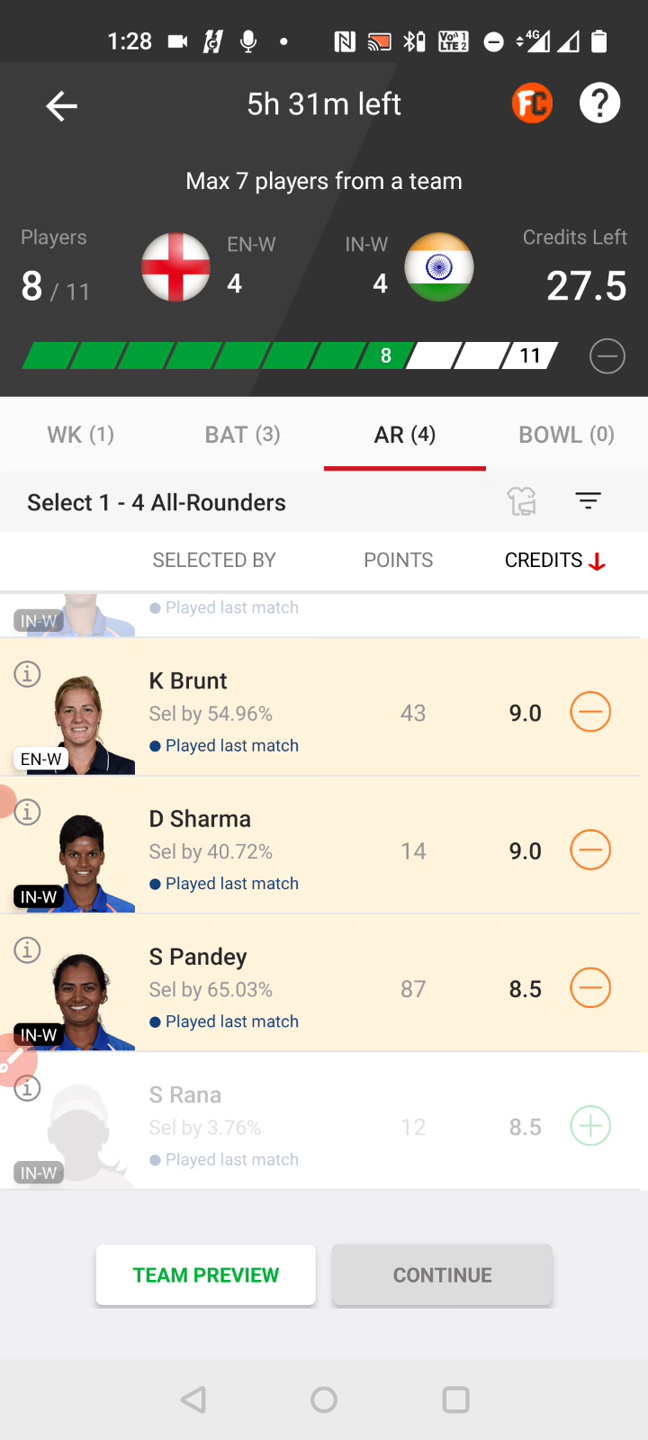 1:28
Vo 1
LTE 2
4G
5h 31m left
FC
?
Max 7 players from a team
Players
EN-W
IN-W
Credits Left
8 / 11
4
4
27.5
8
11
WK (1)
BAT (3)
AR (4)
BOWL (0)
Select 1 - 4 All-Rounders
SELECTED BY
POINTS
CREDITS
Played last match
IN-W
K Brunt
Sel by 54.96%
43
9.0
Played last match
EN-W
D Sharma
Sel by 40.72%
14
9.0
Played last match
IN-W
S Pandey
Sel by 65.03%
87
8.5
Played last match
IN-W
S Rana
Sel by 3.76%
12
8.5
Played last match
IN-W
TEAM PREVIEW
CONTINUE